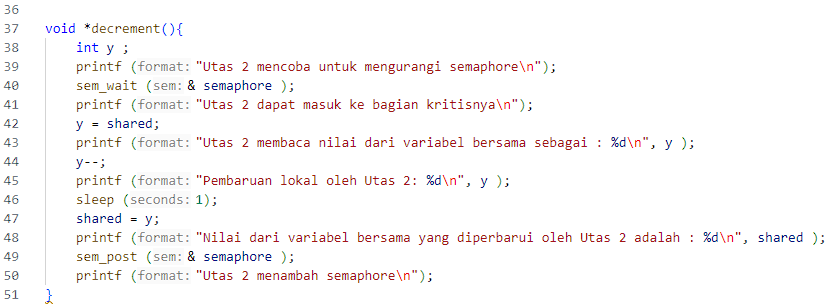 36
37 void *decrement(){
38 int y ;
39 printf (format: "Utas 2 mencoba untuk mengurangi semaphore\n");
40 sem_wait (sem: & semaphore );
41 printf (format: "Utas 2 dapat masuk ke bagian kritisnya\n");
42 y = shared;
43 printf (format: "Utas 2 membaca nilai dari variabel bersama sebagai : %d\n", y );
44 y--;
45 printf (format: "Pembaruan lokal oleh Utas 2: %d\n", y );
46 sleep (seconds: 1);
47 shared = y;
48 printf (format: "Nilai dari variabel bersama yang diperbarui oleh Utas 2 adalah : %d\n", shared );
49 sem_post (sem: & semaphore );
50 printf (format: "Utas 2 menambah semaphore\n");
51 }